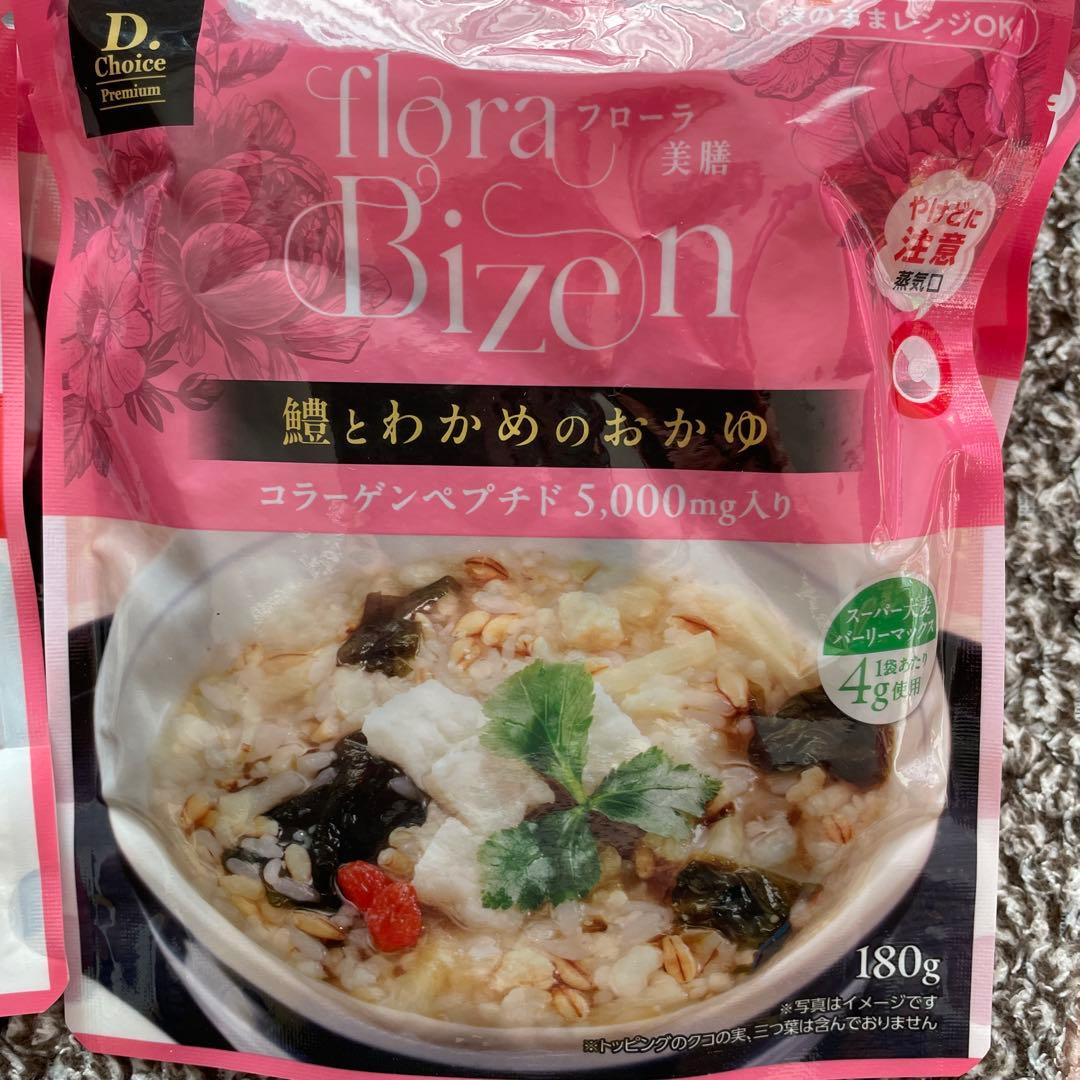 D.
Choice
Premium
袋のままレンジOK!
flora
フローラ
美膳
Bizen
やけどに
注意
蒸気口
鱧とわかめのおかゆ
コラーゲンペプチド 5,000mg入り
スーパー大麦
バーリーマックス
1袋あたり
4g使用
180g
※写真はイメージです
※トッピングのクコの実、三つ葉は含んでおりません